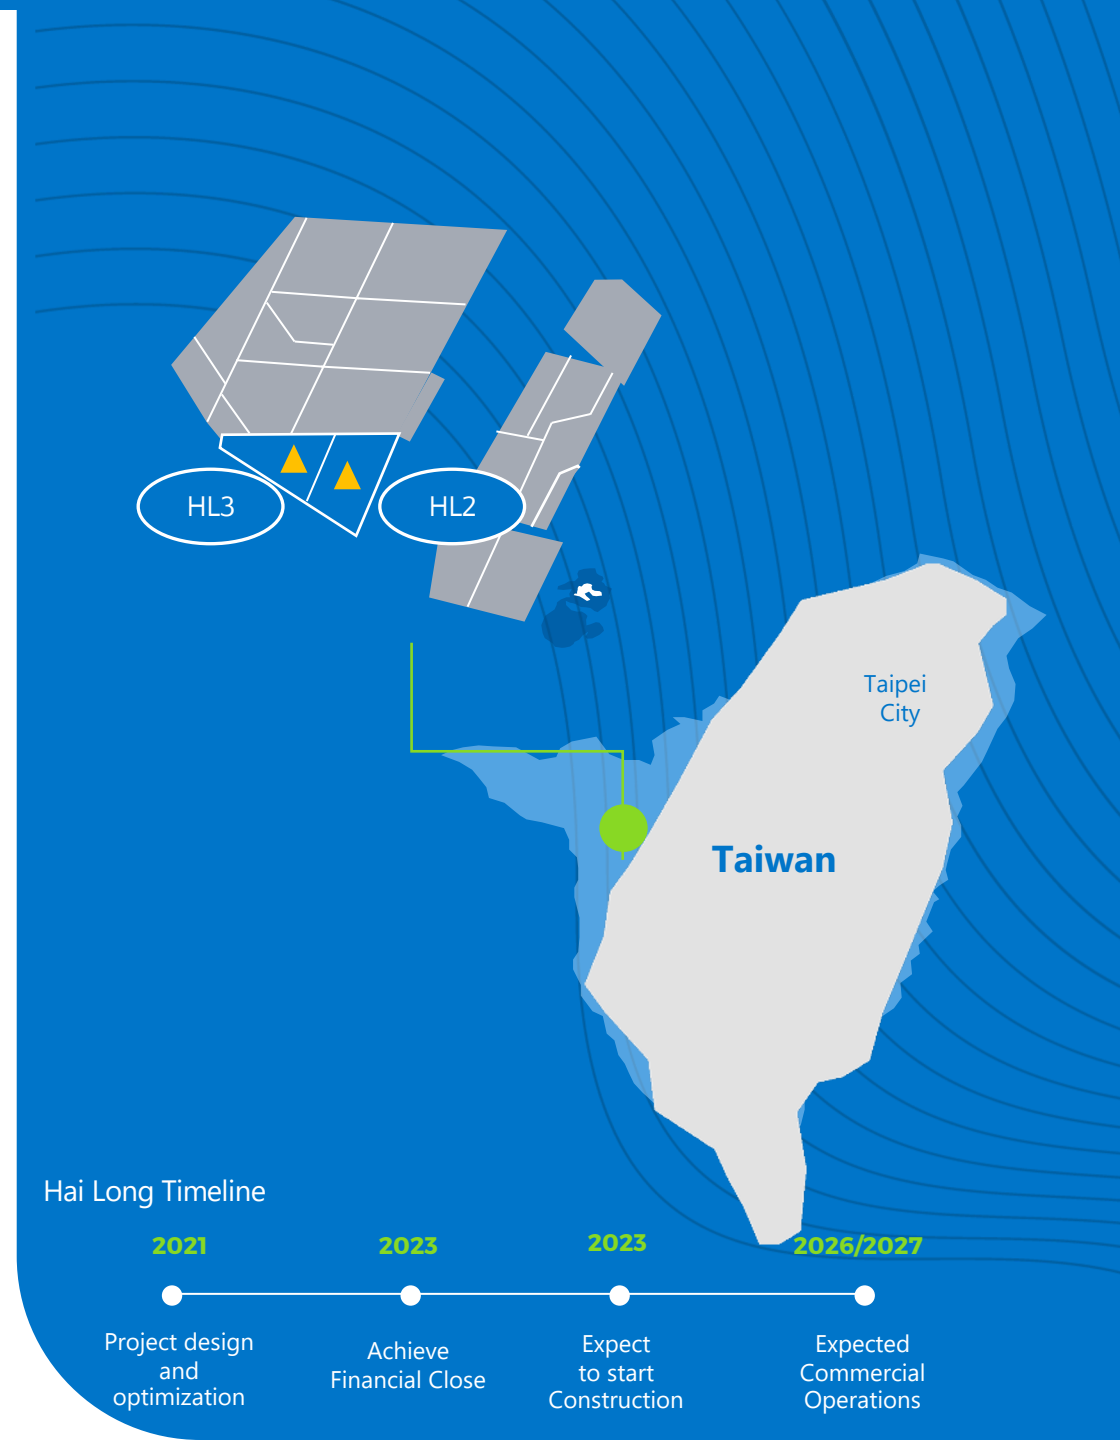 HL3
HL2
Taipei
City
Taiwan
Hai Long Timeline
2021
2023
2023
2026/2027
Project design
and
optimization
Achieve
Financial Close
Expect
to start
Construction
Expected
Commercial
Operations